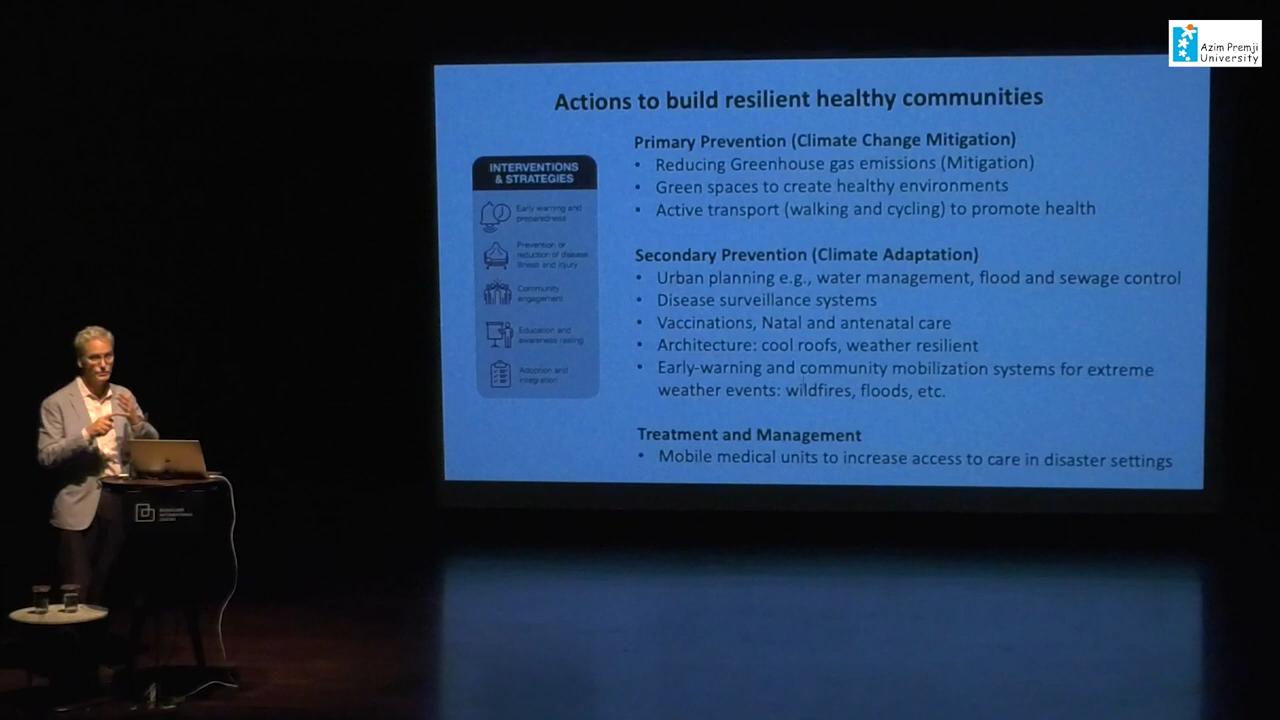 Azim Premji
University
Actions to build resilient healthy communities
INTERVENTIONS
& STRATEGIES
Early warning and
preparedness
Prevention or
reduction of disease
illness and injury
Community
engagement
Education and
awareness raising
Adoption and
integration
Primary Prevention (Climate Change Mitigation)
• Reducing Greenhouse gas emissions (Mitigation)
• Green spaces to create healthy environments
• Active transport (walking and cycling) to promote health
Secondary Prevention (Climate Adaptation)
• Urban planning e.g., water management, flood and sewage control
• Disease surveillance systems
• Vaccinations, Natal and antenatal care
• Architecture: cool roofs, weather resilient
• Early-warning and community mobilization systems for extreme
weather events: wildfires, floods, etc.
Treatment and Management
• Mobile medical units to increase access to care in disaster settings
BANGALORE
INTERNATIONAL
CENTRE